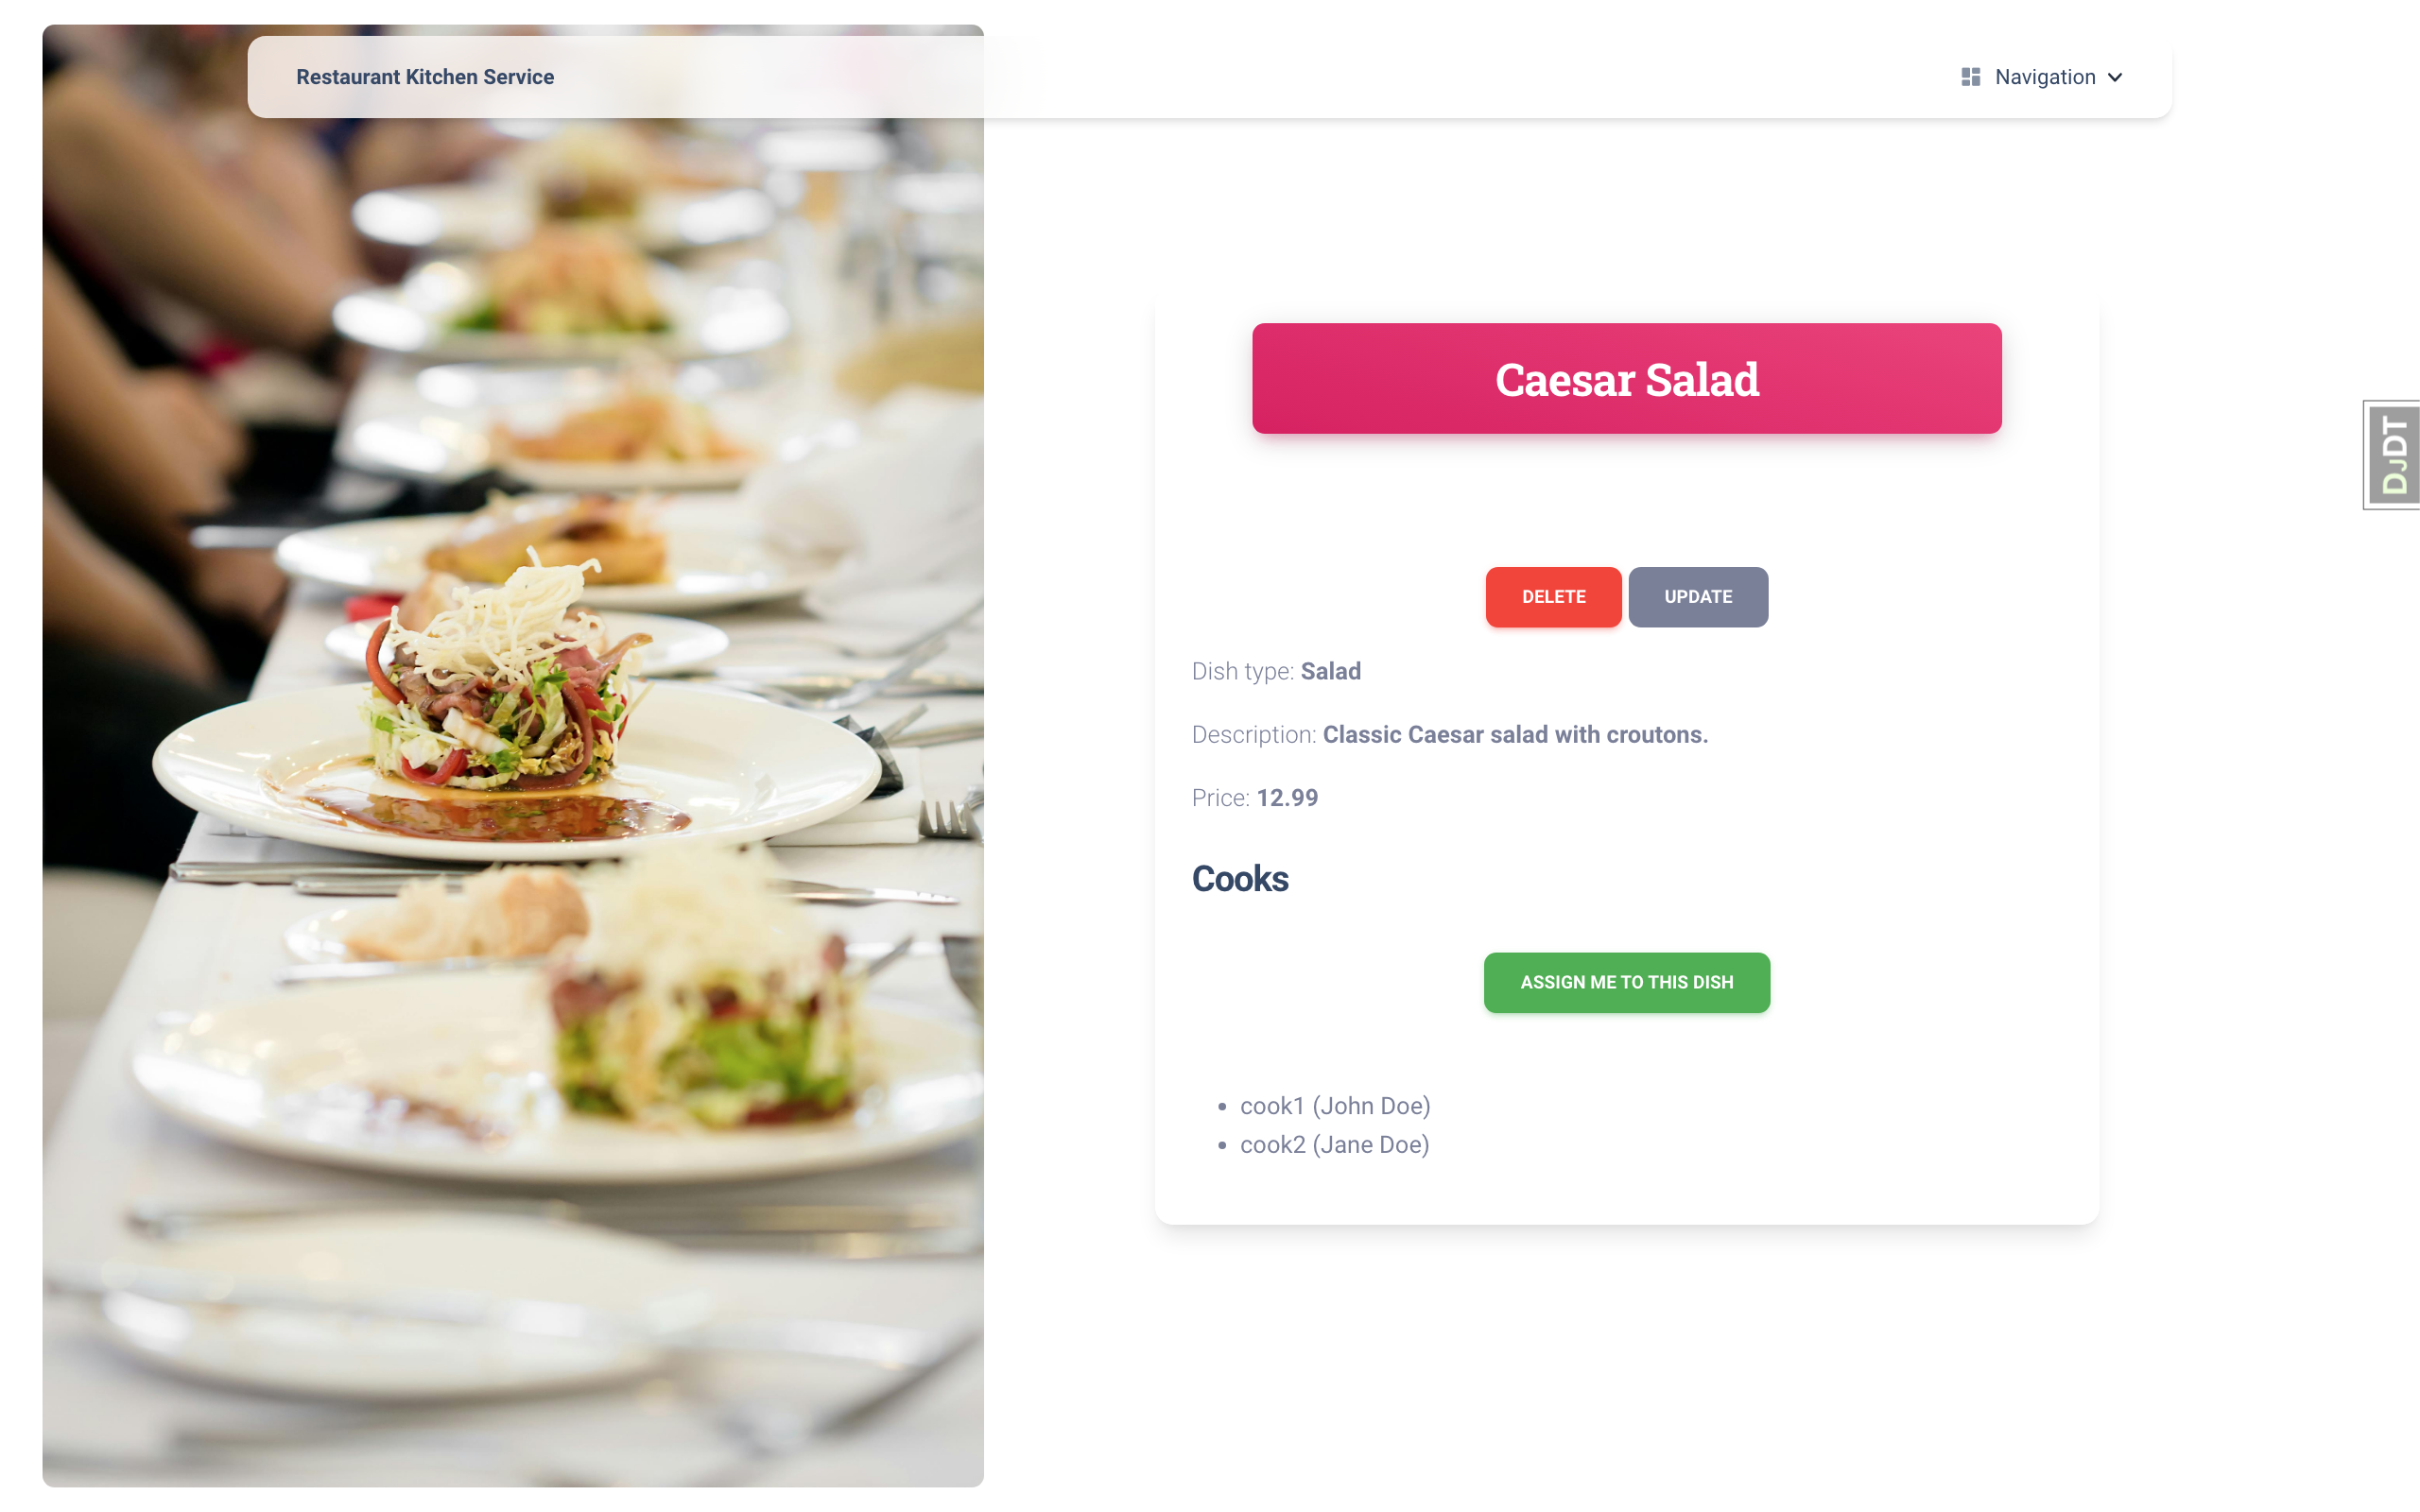 Restaurant Kitchen Service
Navigation
Caesar Salad
DJDT
DELETE UPDATE
Dish type: Salad
Description: Classic Caesar salad with croutons.
Price: 12.99
Cooks
ASSIGN ME TO THIS DISH
cook1 (John Doe)
cook2 (Jane Doe)